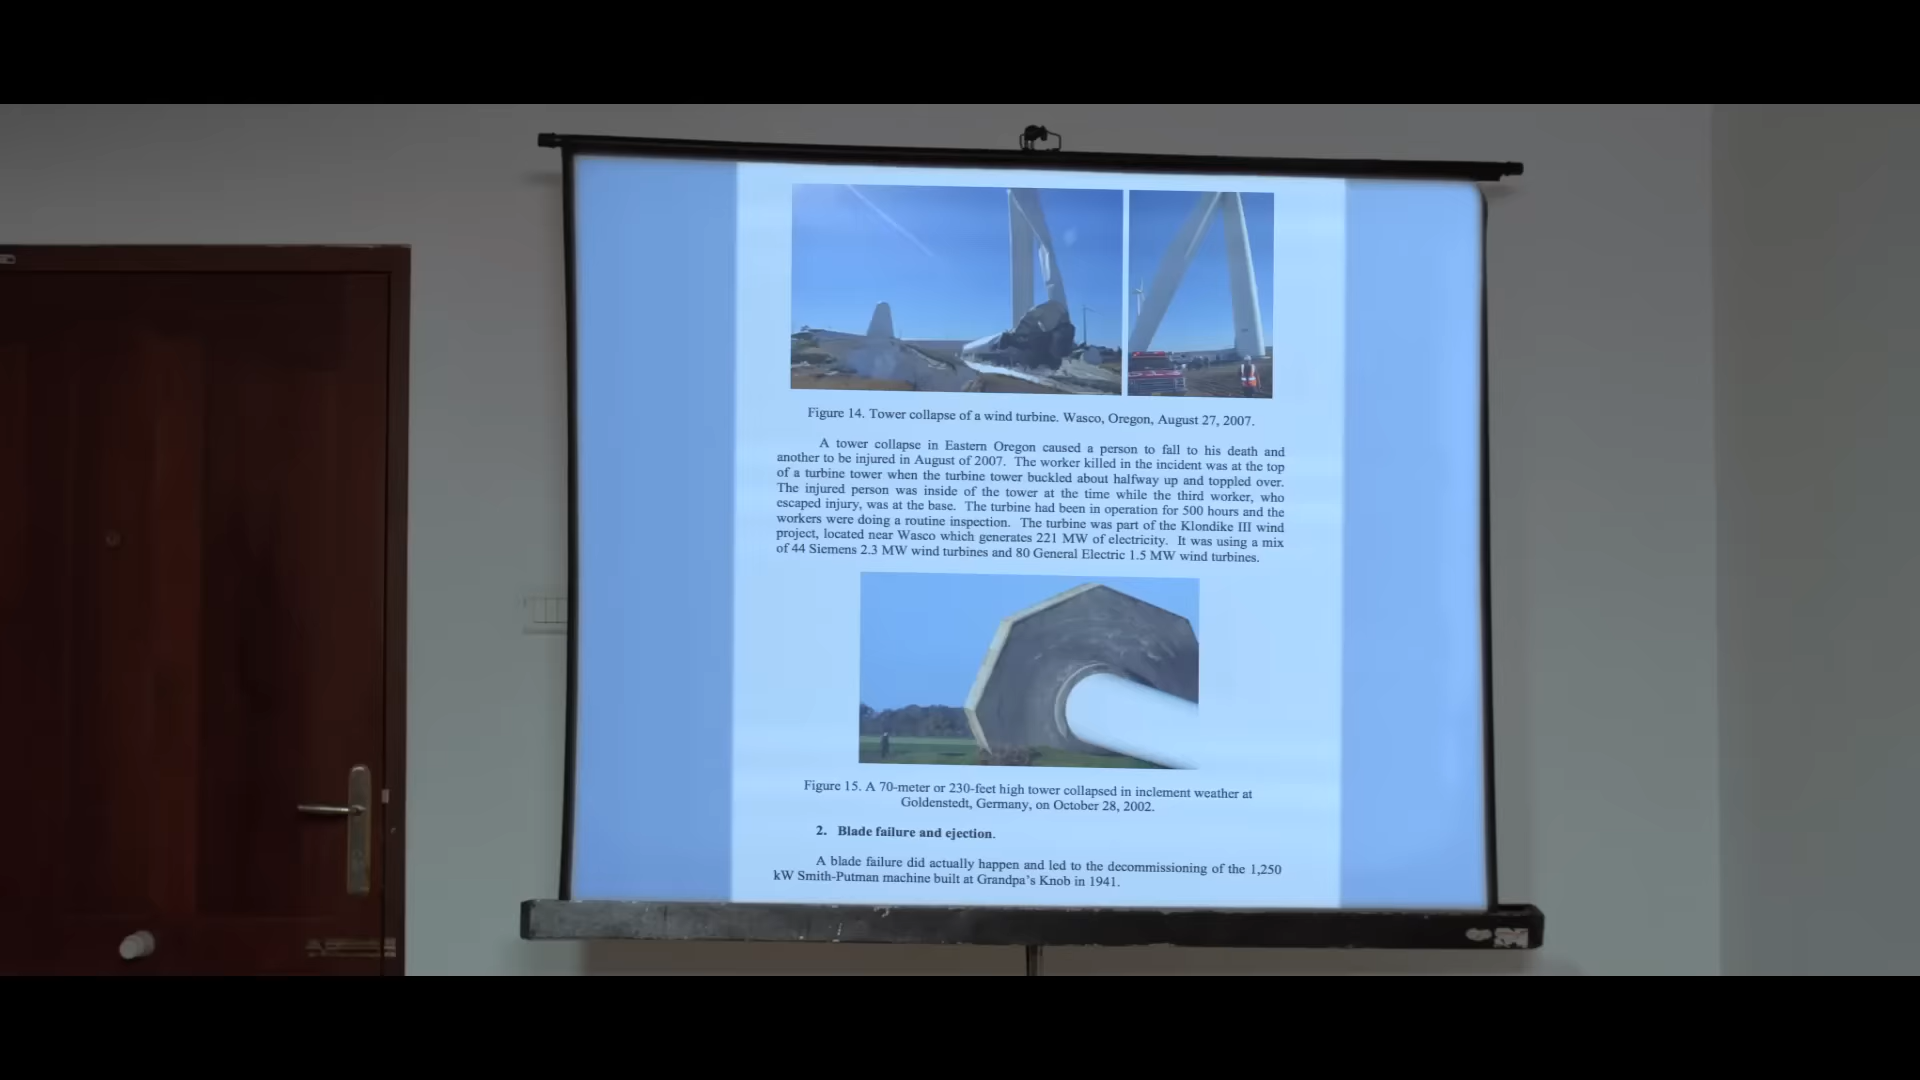 Figure 14. Tower collapse of a wind turbine. Wasco, Oregon, August 27, 2007.
A tower collapse in Eastern Oregon caused a person to fall to his death and
another to be injured in August of 2007. The worker killed in the incident was at the top
of a turbine tower when the turbine tower buckled about halfway up and toppled over.
The injured person was inside of the tower at the time while the third worker, who
escaped injury, was at the base. The turbine had been in operation for 500 hours and the
workers were doing a routine inspection. The turbine was part of the Klondike III wind
project, located near Wasco which generates 221 MW of electricity. It was using a mix
of 44 Siemens 2.3 MW wind turbines and 80 General Electric 1.5 MW wind turbines.
Figure 15. A 70-meter or 230-feet high tower collapsed in inclement weather at
Goldenstedt, Germany, on October 28, 2002.
2. Blade failure and ejection.
A blade failure did actually happen and led to the decommissioning of the 1,250
kW Smith-Putman machine built at Grandpa's Knob in 1941.